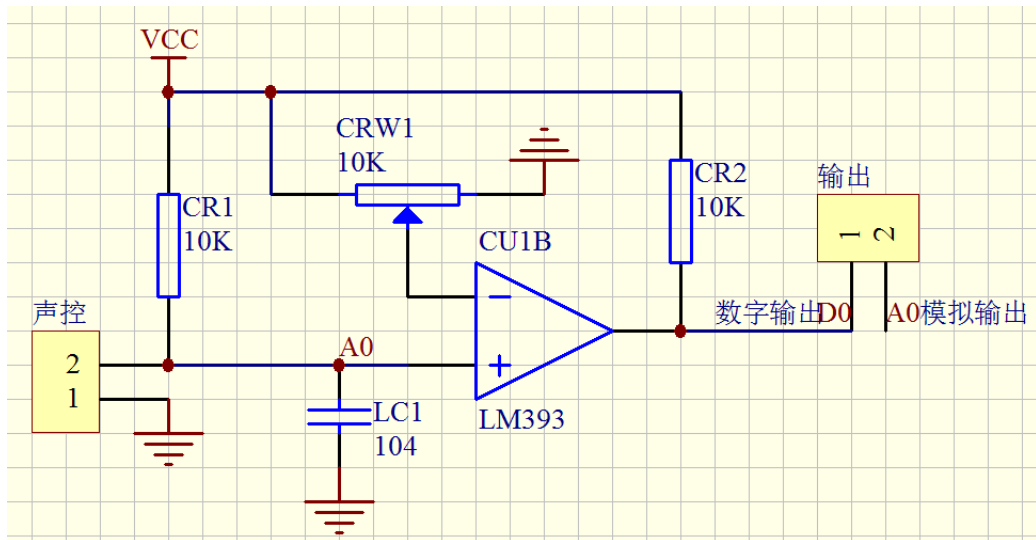 VCC
CRW1
10K
CR1
10K
CR2
10K
输出
1
2
CU1B
声控
2
1
A0
数字输出D0
A0模拟输出
LC1
104
LM393